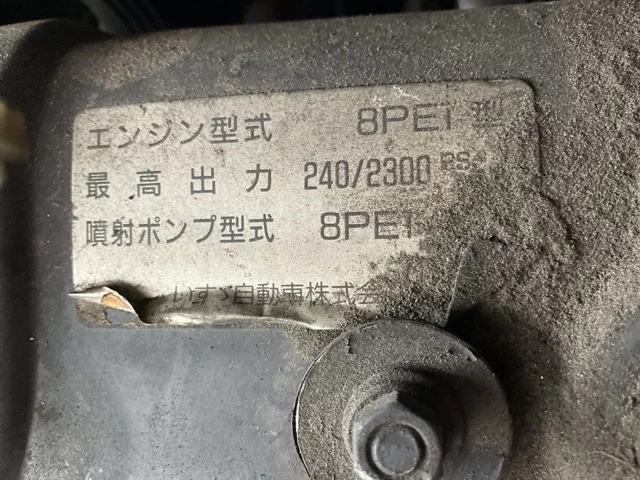 エンジン型式 8PE1 型
最高出力 240/2300 PS
噴射ポンプ型式 8PE1
いすゞ自動車株式会